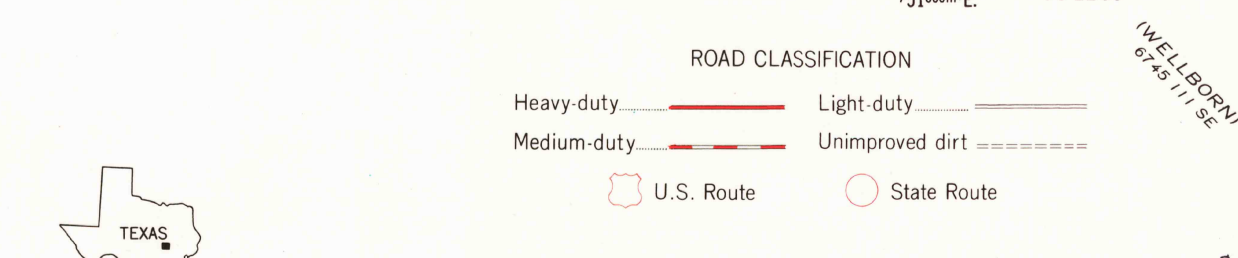 (WELLBORN)
6745 III SE
ROAD CLASSIFICATION
Heavy-duty
Light-duty
Medium-duty
Unimproved dirt
U.S. Route
State Route
TEXAS